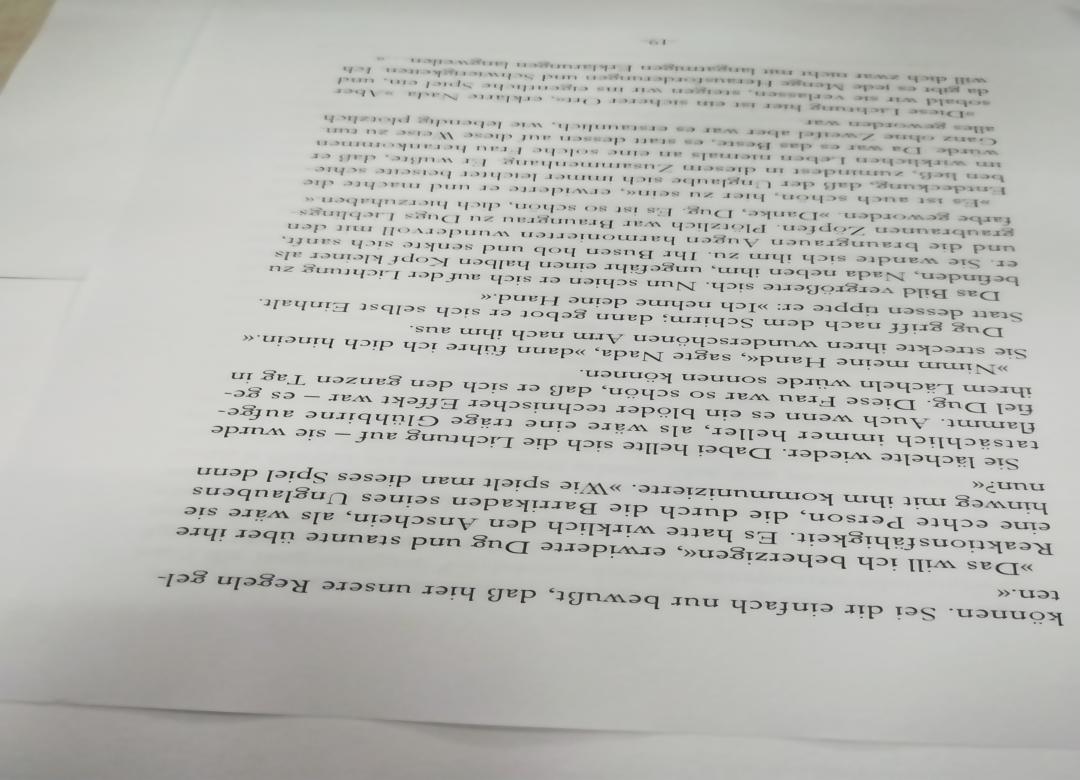 können. Sei dir einfach nur bewußt, daß hier unsere Regeln gel-
ten.«
»Das will ich beherzigen«, erwiderte Dug und staunte über ihre
Reaktionsfähigkeit. Es hatte wirklich den Anschein, als wäre sie
eine echte Person, die durch die Barrikaden seines Unglaubens
hinweg mit ihm kommunizierte. »Wie spielt man dieses Spiel denn
nun?«
Sie lächelte wieder. Dabei hellte sich die Lichtung auf – sie wurde
tatsächlich immer heller, als wäre eine träge Glühbirne aufge-
flammt. Auch wenn es ein blöder technischer Effekt war – es ge-
fiel Dug. Diese Frau war so schön, daß er sich den ganzen Tag in
ihrem Lächeln würde sonnen können.
»Nimm meine Hand«, sagte Nada, »dann führe ich dich hinein.«
Sie streckte ihren wunderschönen Arm nach ihm aus.
Dug griff nach dem Schirm; dann gebot er sich selbst Einhalt.
Statt dessen tippte er: »Ich nehme deine Hand.«
Das Bild vergrößerte sich. Nun schien er sich auf der Lichtung zu
befinden, Nada neben ihm, ungefähr einen halben Kopf kleiner als
er. Sie wandte sich ihm zu. Ihr Busen hob und senkte sich sanft,
und die braungrauen Augen harmonierten wundervoll mit den
graubraunen Zöpfen. Plötzlich war Braungrau zu Dugs Lieblings-
farbe geworden. »Danke, Dug. Es ist so schön, dich hierzuhaben.«
»Es ist auch schön, hier zu sein«, erwiderte er und machte die
Entdeckung, daß der Unglaube sich immer leichter beiseite schie-
ben ließ, zumindest in diesem Zusammenhang. Er wußte, daß er
im wirklichen Leben niemals an eine solche Frau herankommen
würde. Da war es das Beste, es statt dessen auf diese Weise zu tun.
Ganz ohne Zweifel aber war es erstaunlich, wie lebendig plötzlich
alles geworden war.
»Diese Lichtung hier ist ein sicherer Ort«, erklärte Nada. »Aber
sobald wir sie verlassen, steigen wir ins eigentliche Spiel ein, und
da gibt es jede Menge Herausforderungen und Schwierigkeiten. Ich
will dich zwar nicht mit langatmigen Erklärungen langweilen
19